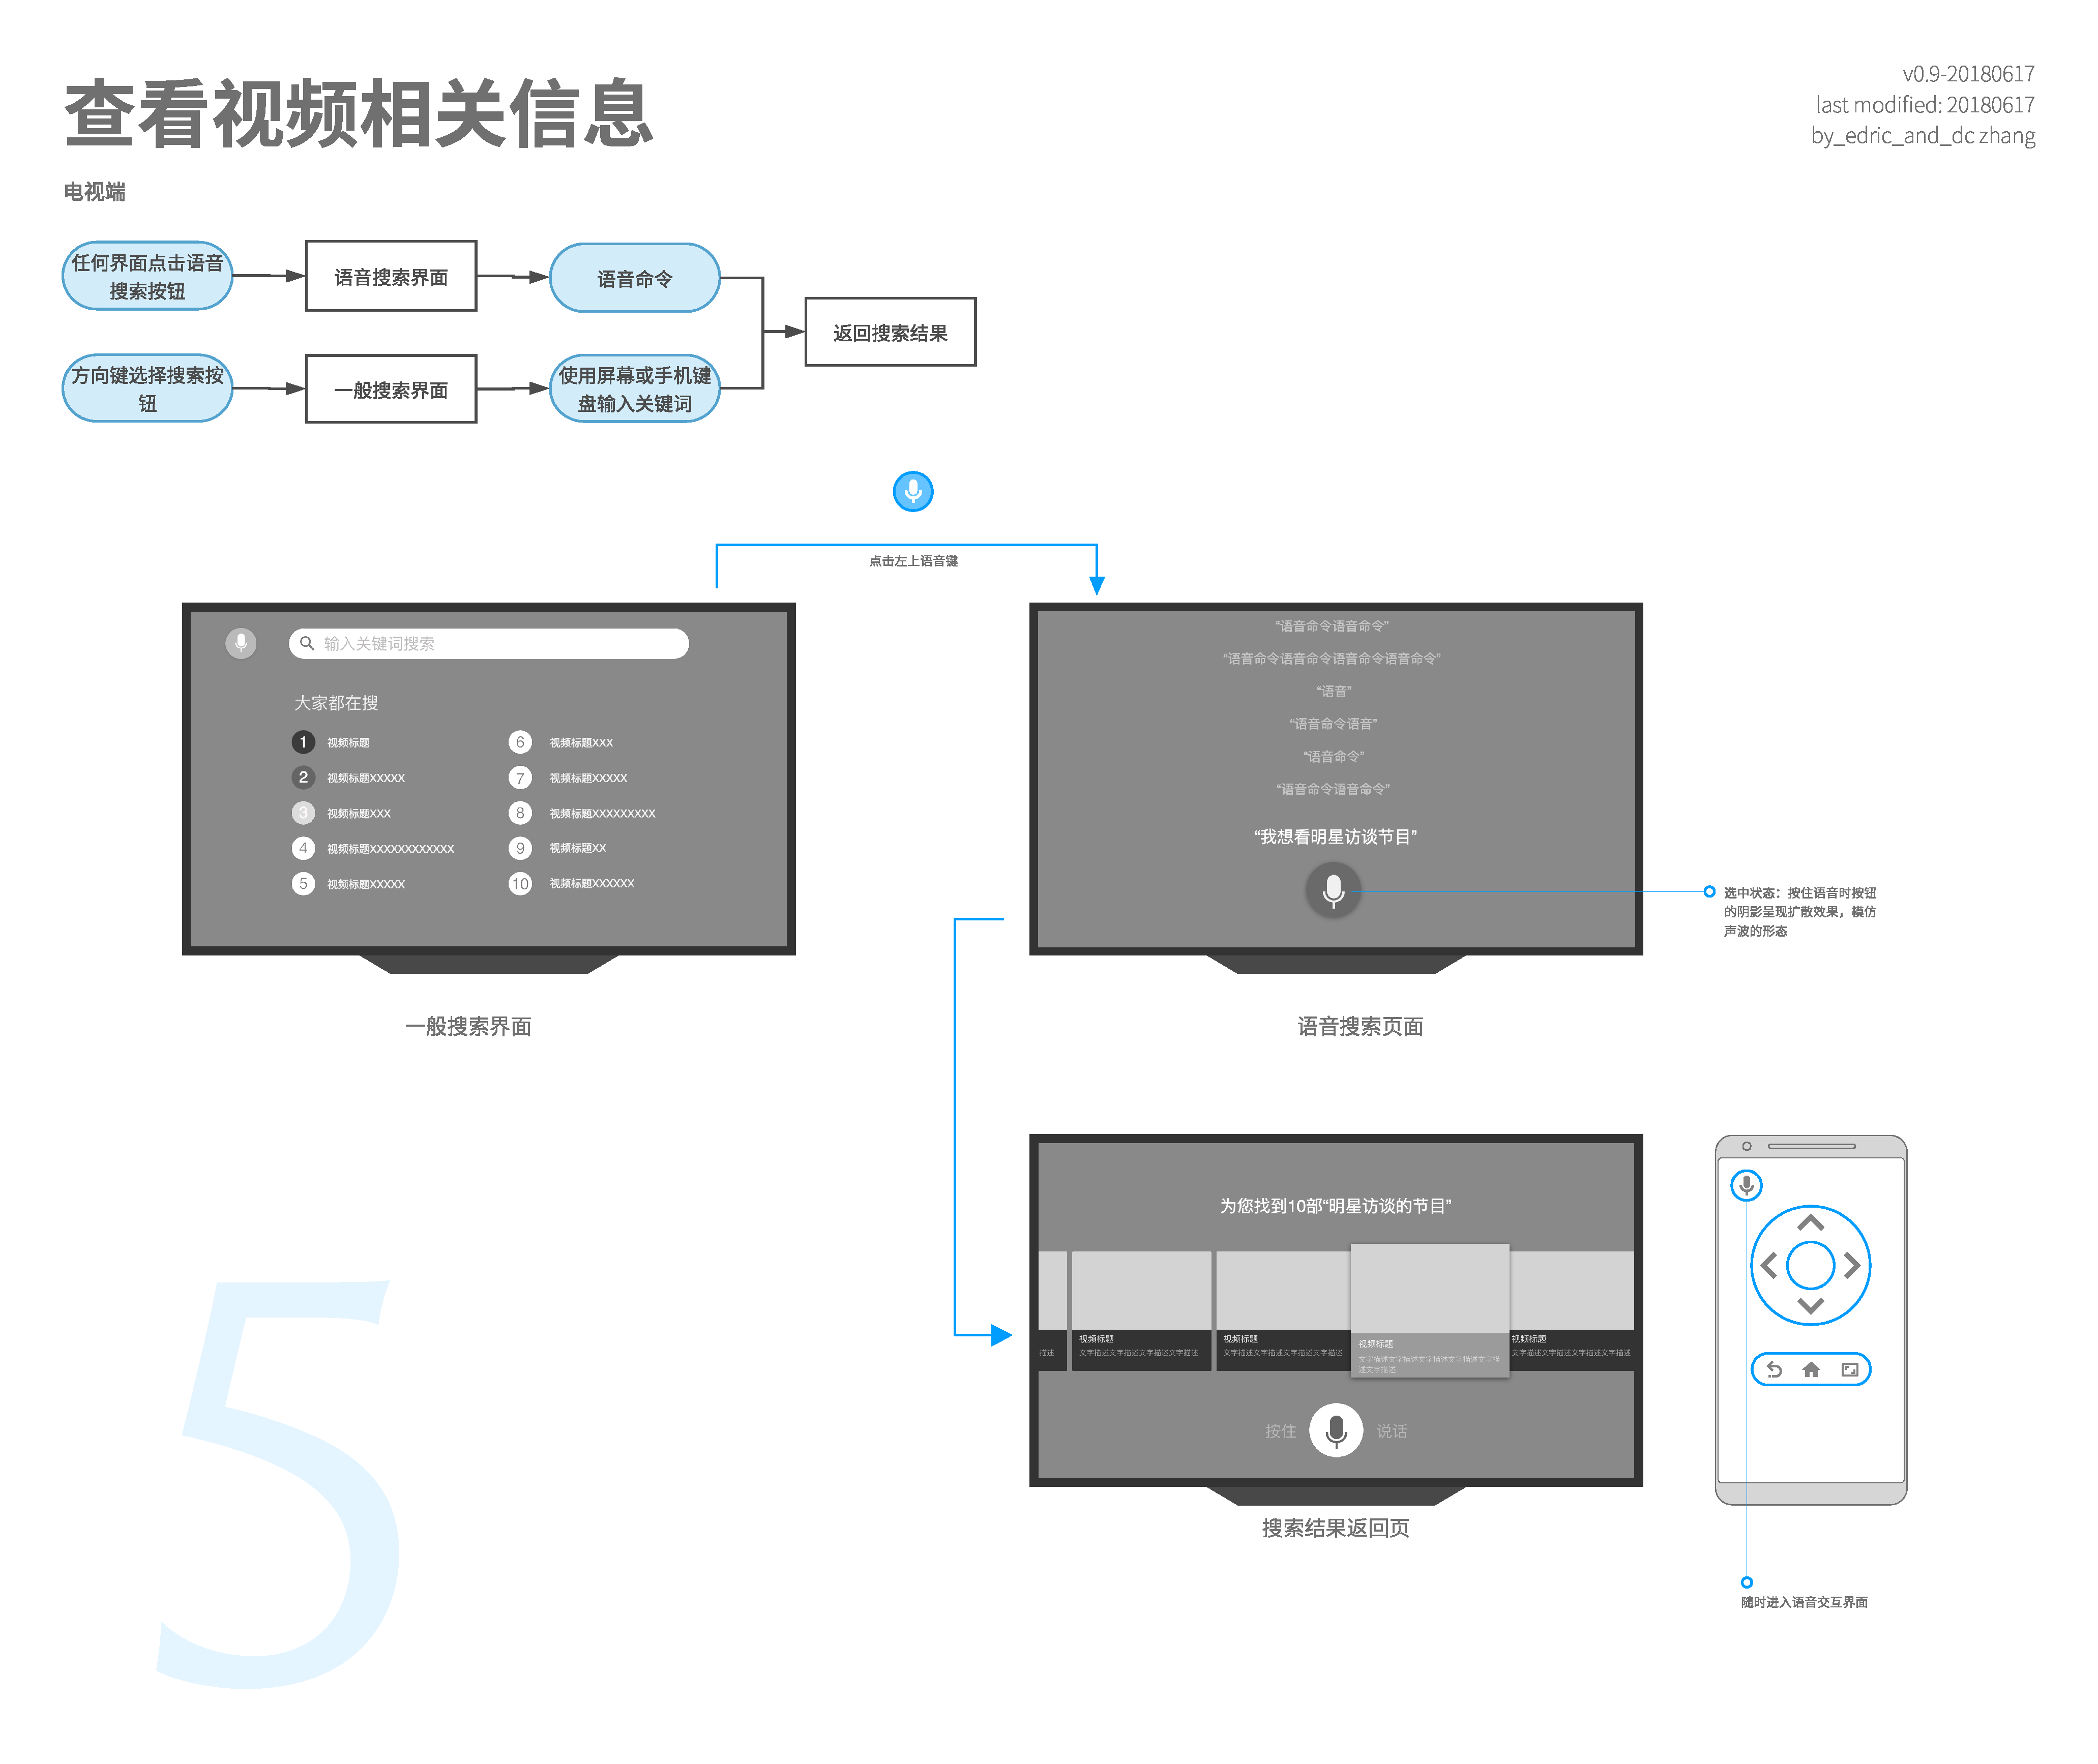 查看视频相关信息
v0.9-20180617
last modified: 20180617
by_edric_and_dc zhang
电视端
任何界面点击语音
搜索按钮
语音搜索界面
语音命令
返回搜索结果
方向键选择搜索按
钮
一般搜索界面
使用屏幕或手机键
盘输入关键词
点击左上语音键
输入关键词搜索
大家都在搜
1 视频标题
2 视频标题XXXXX
3 视频标题XXX
4 视频标题XXXXXXXXXXXX
5 视频标题XXXXX
6 视频标题XXX
7 视频标题XXXXX
8 视频标题XXXXXXXXX
9 视频标题XX
10 视频标题XXXXXX
一般搜索界面
“语音命令语音命令”
“语音命令语音命令语音命令语音命令”
“语音”
“语音命令语音”
“语音命令”
“语音命令语音命令”
“我想看明星访谈节目”
选中状态：按住语音时按钮
的阴影呈现扩散效果，模仿
声波的形态
语音搜索页面
为您找到10部“明星访谈的节目”
描述
视频标题
文字描述文字描述文字描述文字描述
视频标题
文字描述文字描述文字描述文字描述
视频标题
文字描述文字描述文字描述文字描述文字描
述文字描述
视频标题
文字描述文字描述文字描述文字描述
按住 说话
搜索结果返回页
随时进入语音交互界面
5